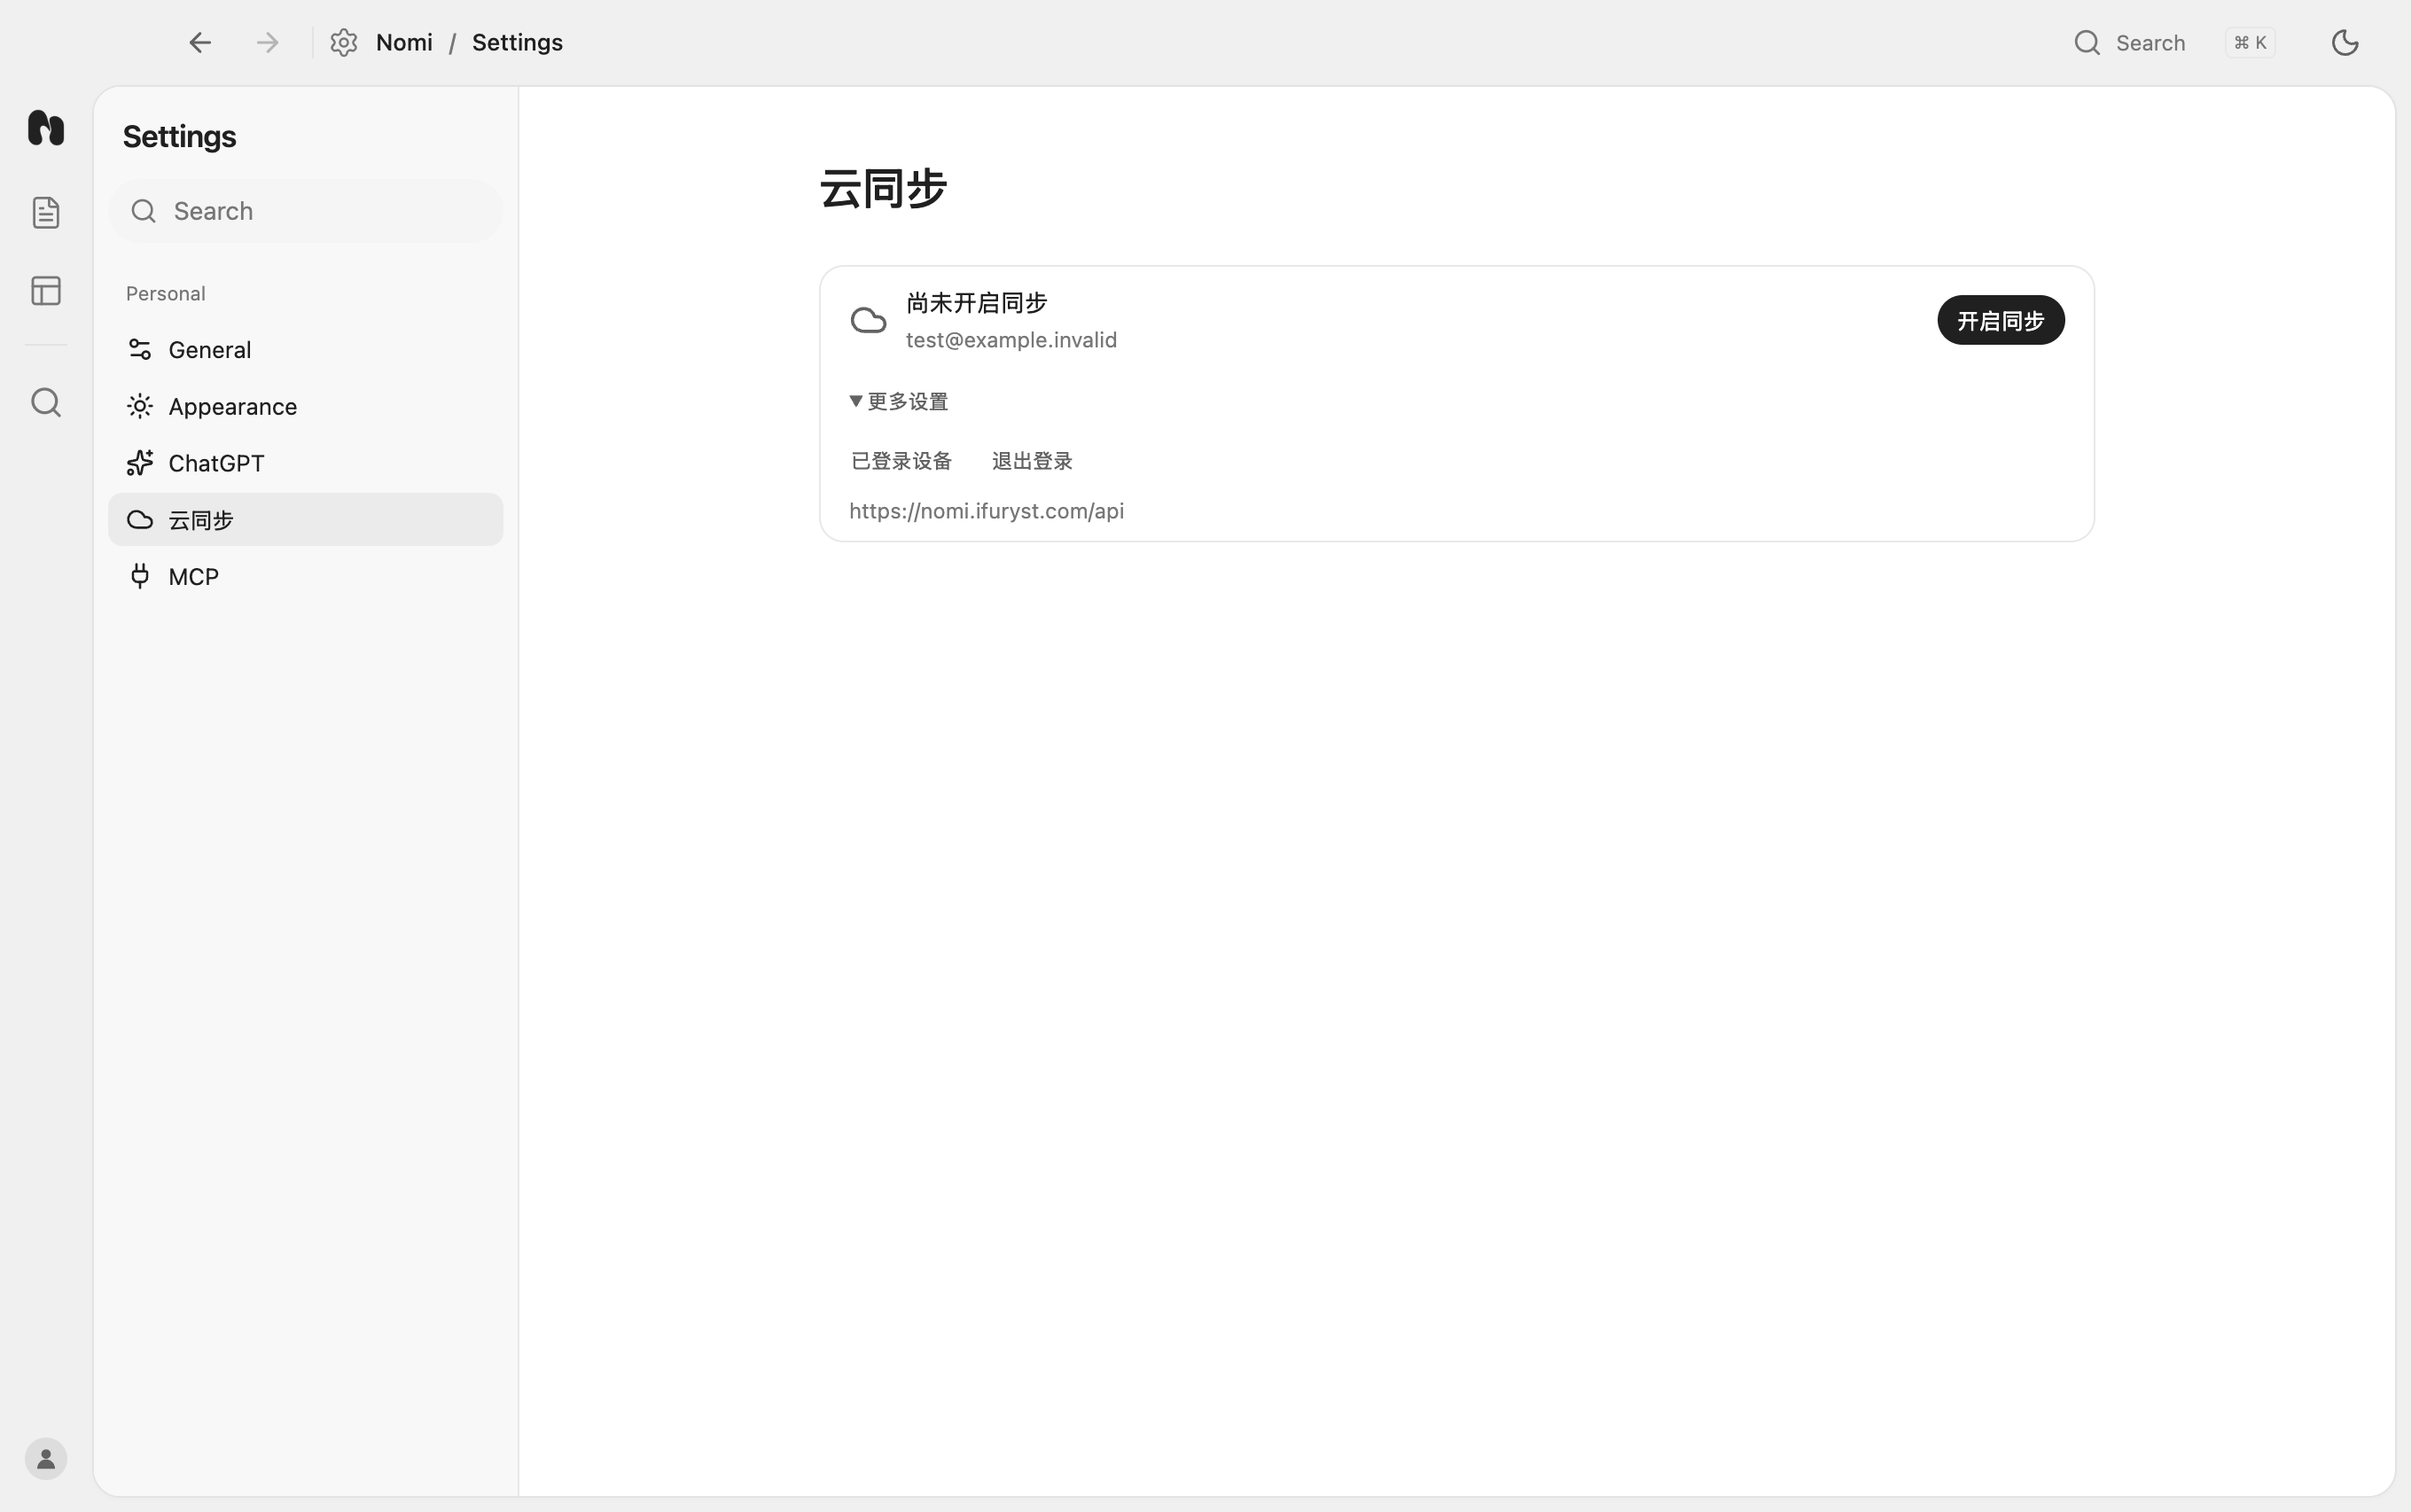 Nomi / Settings
Search ⌘ K
Settings
Search
Personal
General
Appearance
ChatGPT
云同步
MCP
云同步
尚未开启同步
test@example.invalid
开启同步
更多设置
已登录设备 退出登录
https://nomi.ifuryst.com/api